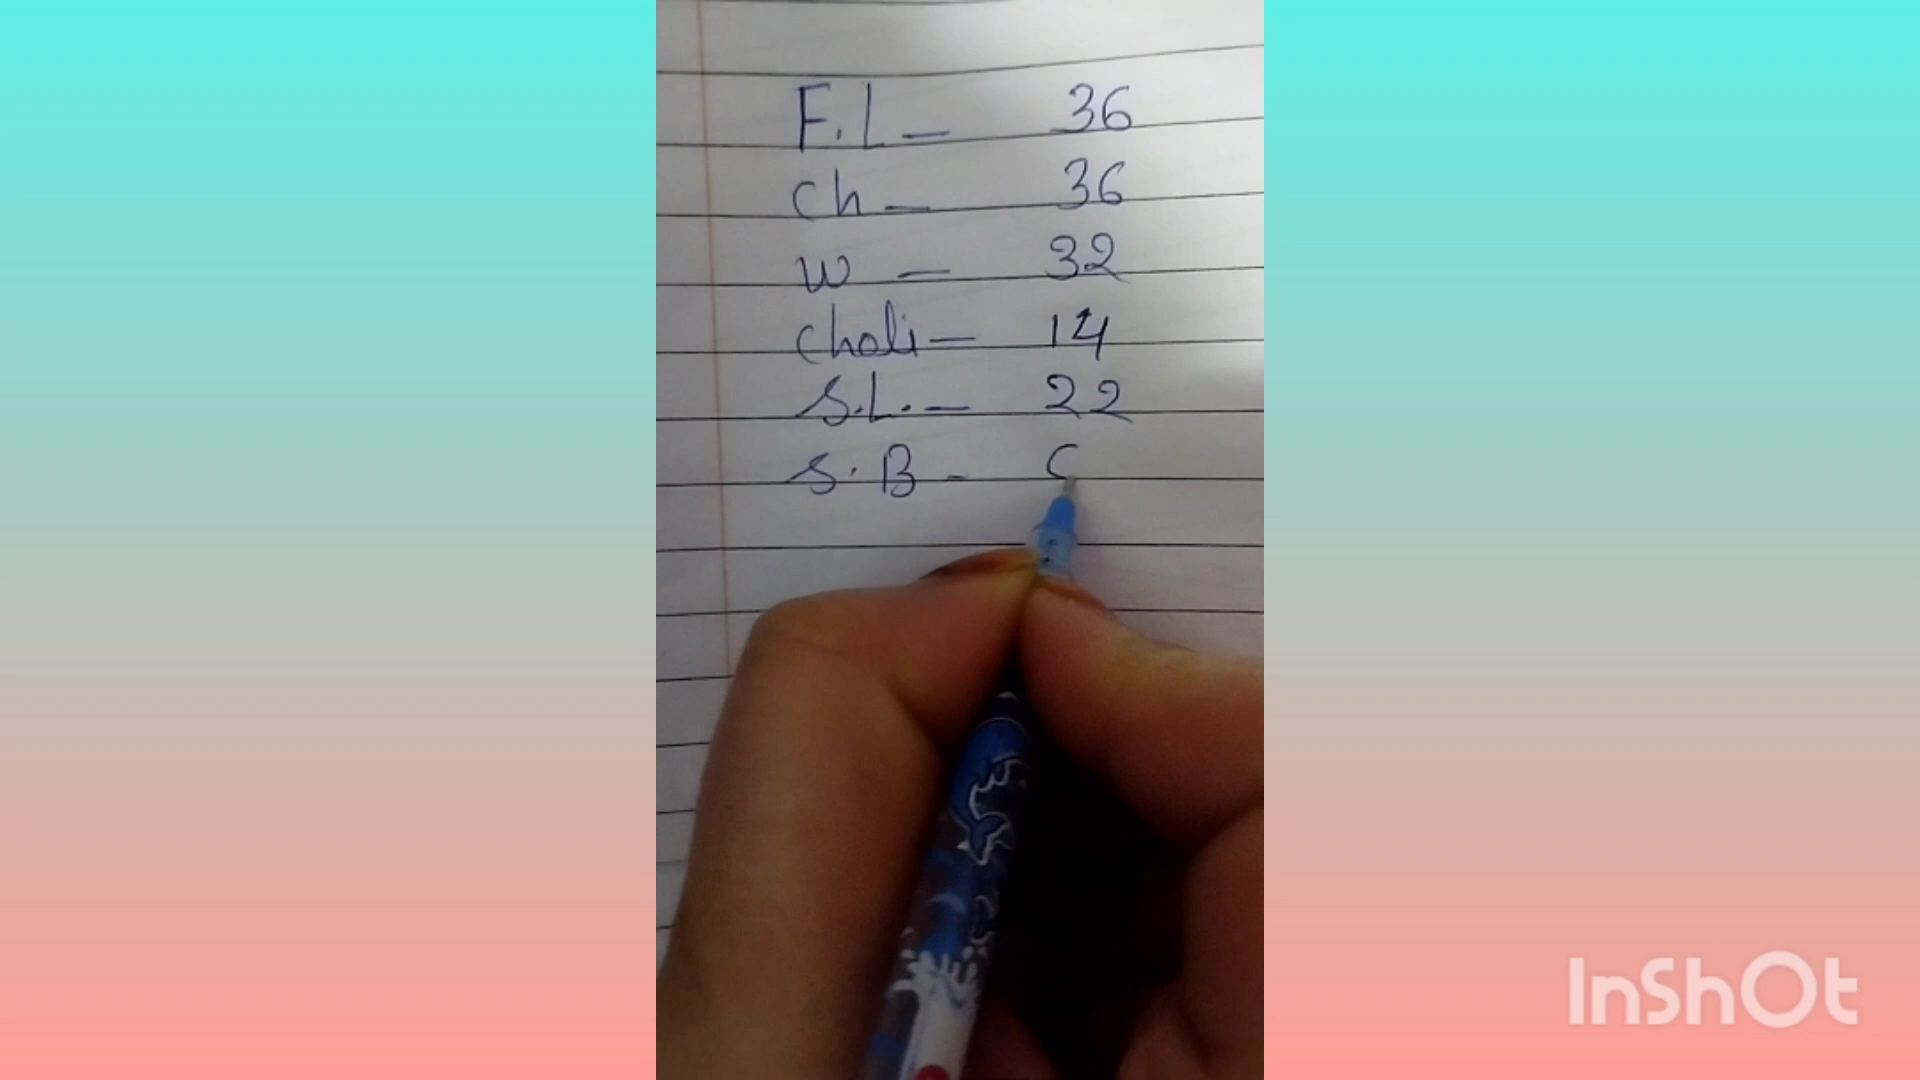 F.L - 36
ch - 36
w - 32
choli - 14
S.L. - 22
S.B -
InShOt